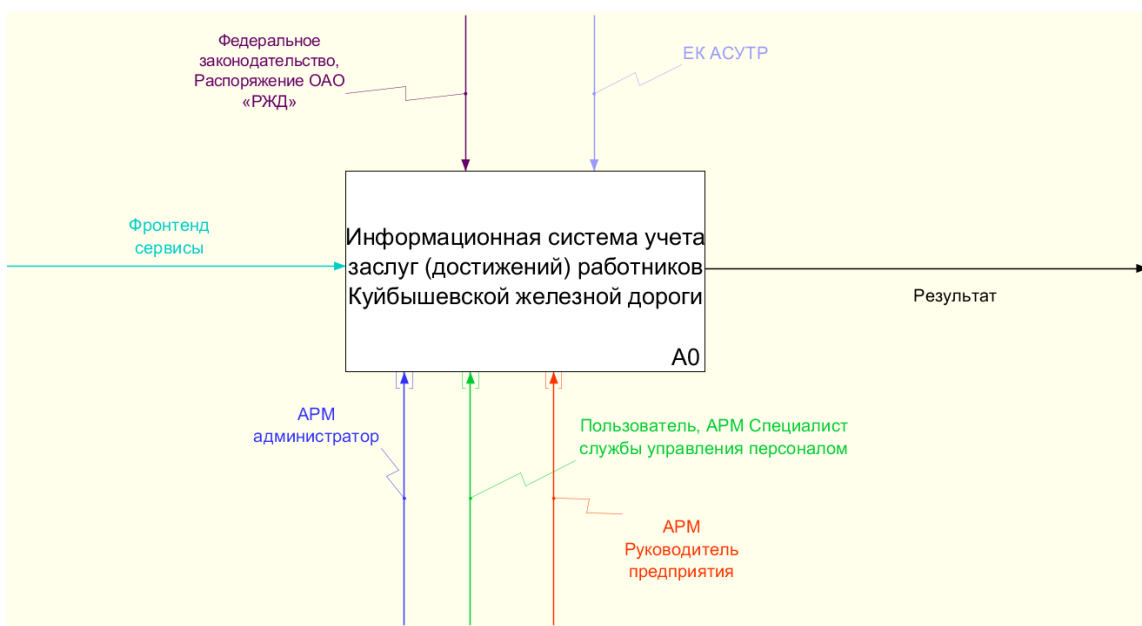 Федеральное
законодательство,
Распоряжение ОАО
«РЖД»
ЕК АСУТР
Фронтенд
сервисы
Информационная система учета
заслуг (достижений) работников
Куйбышевской железной дороги
A0
Результат
АРМ
администратор
Пользователь, АРМ Специалист
службы управления персоналом
АРМ
Руководитель
предприятия